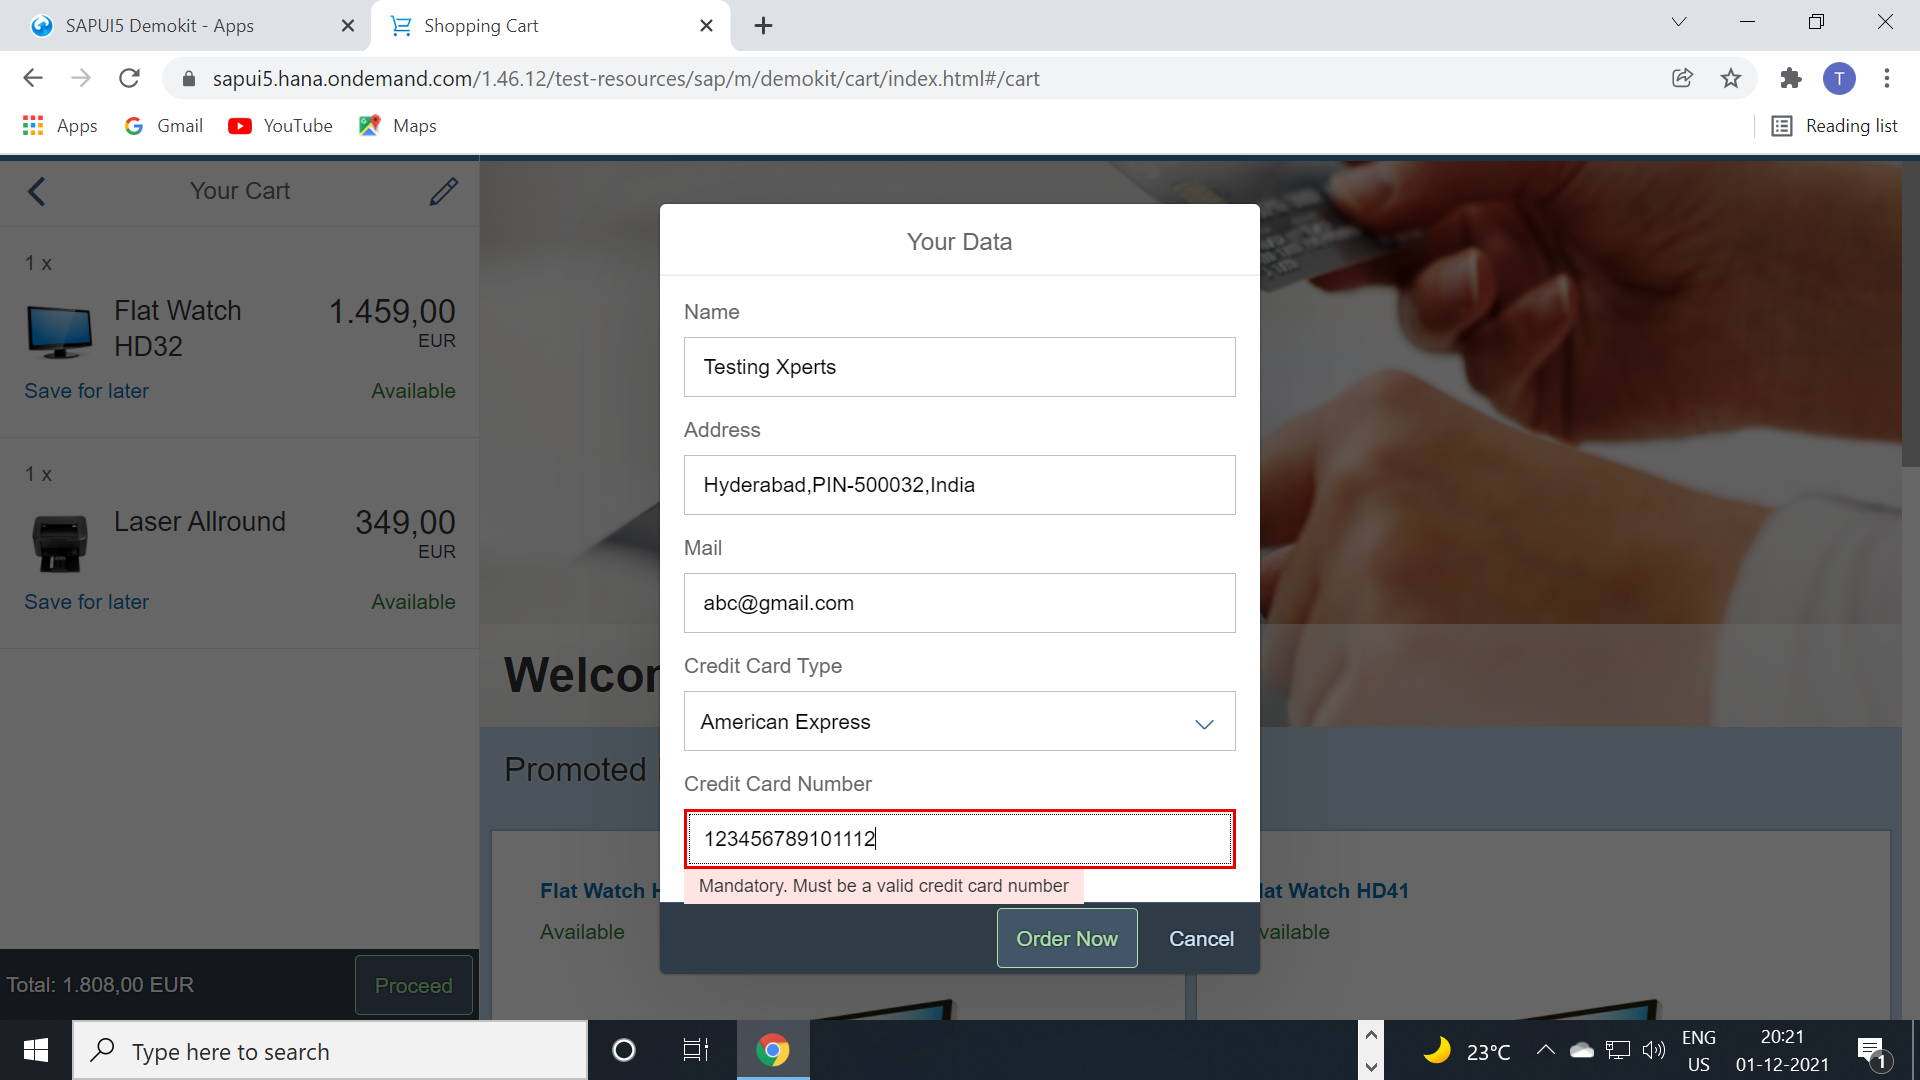 SAPUI5 Demokit - Apps
Shopping Cart
sapui5.hana.ondemand.com/1.46.12/test-resources/sap/m/demokit/cart/index.html#/cart
T
Apps
Gmail
YouTube
Maps
Reading list
Your Cart
1 x
Flat Watch
HD32
1.459,00
EUR
Save for later
Available
1 x
Laser Allround
349,00
EUR
Save for later
Available
Total: 1.808,00 EUR
Proceed
Welcom
Promoted
Flat Watch H
Available
lat Watch HD41
vailable
Your Data
Name
Testing Xperts
Address
Hyderabad,PIN-500032,India
Mail
abc@gmail.com
Credit Card Type
American Express
Credit Card Number
123456789101112
Mandatory. Must be a valid credit card number
Order Now
Cancel
Type here to search
23°C
ENG
US
20:21
01-12-2021
1